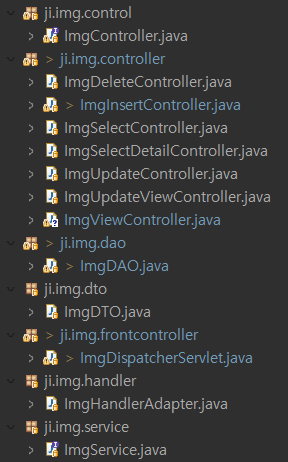 ji.img.control
ImgController.java
> ji.img.controller
ImgDeleteController.java
> ImgInsertController.java
ImgSelectController.java
ImgSelectDetailController.java
ImgUpdateController.java
ImgUpdateViewController.java
ImgViewController.java
> ji.img.dao
> ImgDAO.java
ji.img.dto
ImgDTO.java
> ji.img.frontcontroller
> ImgDispatcherServlet.java
ji.img.handler
ImgHandlerAdapter.java
ji.img.service
ImgService.java